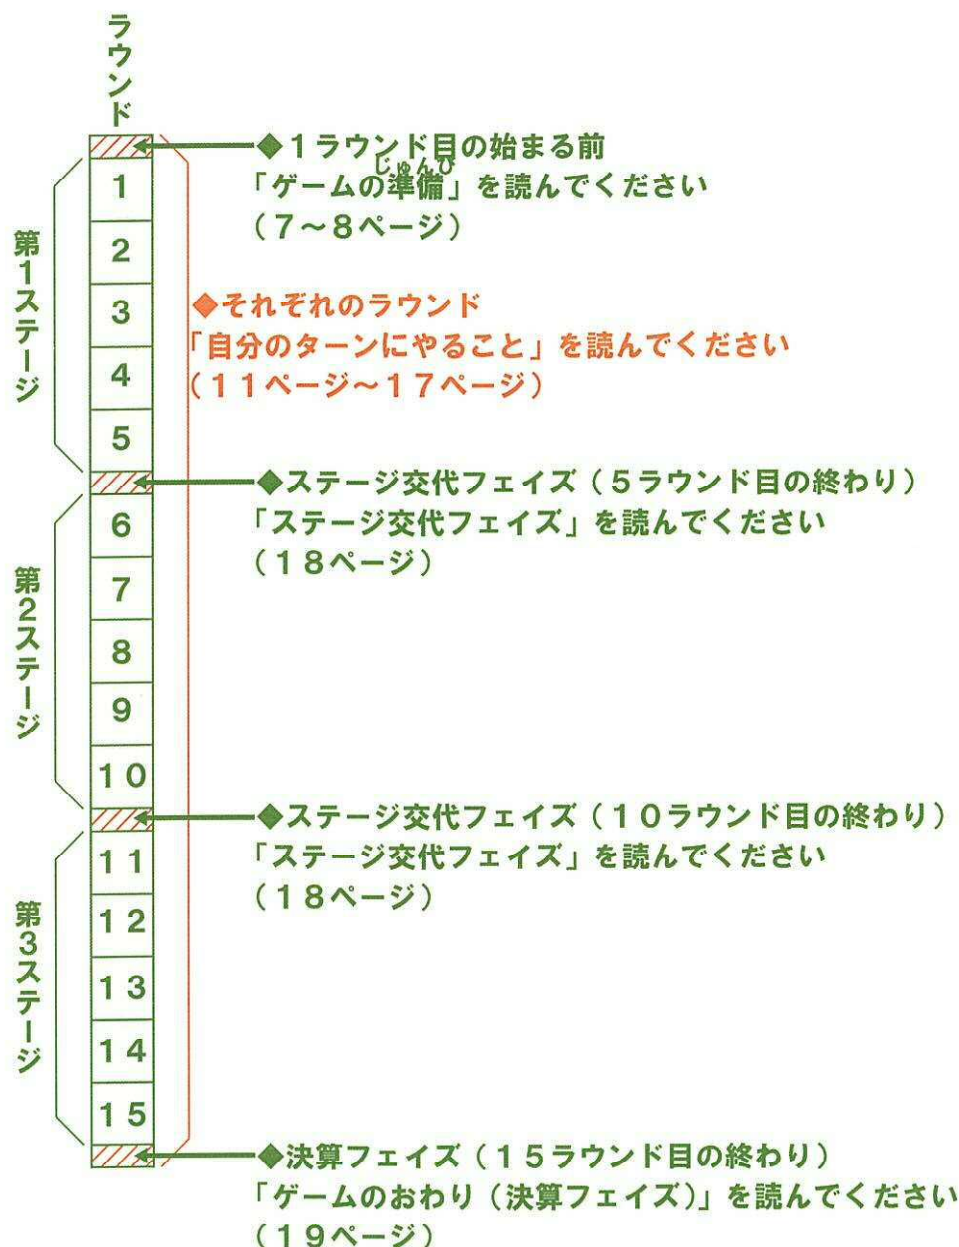 ラウンド
◆１ラウンド目の始まる前
じゅんび
「ゲームの準備」を読んでください
（７～８ページ）
第１ステージ
1
2
3
4
5
◆それぞれのラウンド
「自分のターンにやること」を読んでください
（１１ページ～１７ページ）
◆ステージ交代フェイズ（５ラウンド目の終わり）
「ステージ交代フェイズ」を読んでください
（１８ページ）
第２ステージ
6
7
8
9
10
◆ステージ交代フェイズ（１０ラウンド目の終わり）
「ステージ交代フェイズ」を読んでください
（１８ページ）
第３ステージ
11
12
13
14
15
◆決算フェイズ（１５ラウンド目の終わり）
「ゲームのおわり（決算フェイズ）」を読んでください
（１９ページ）